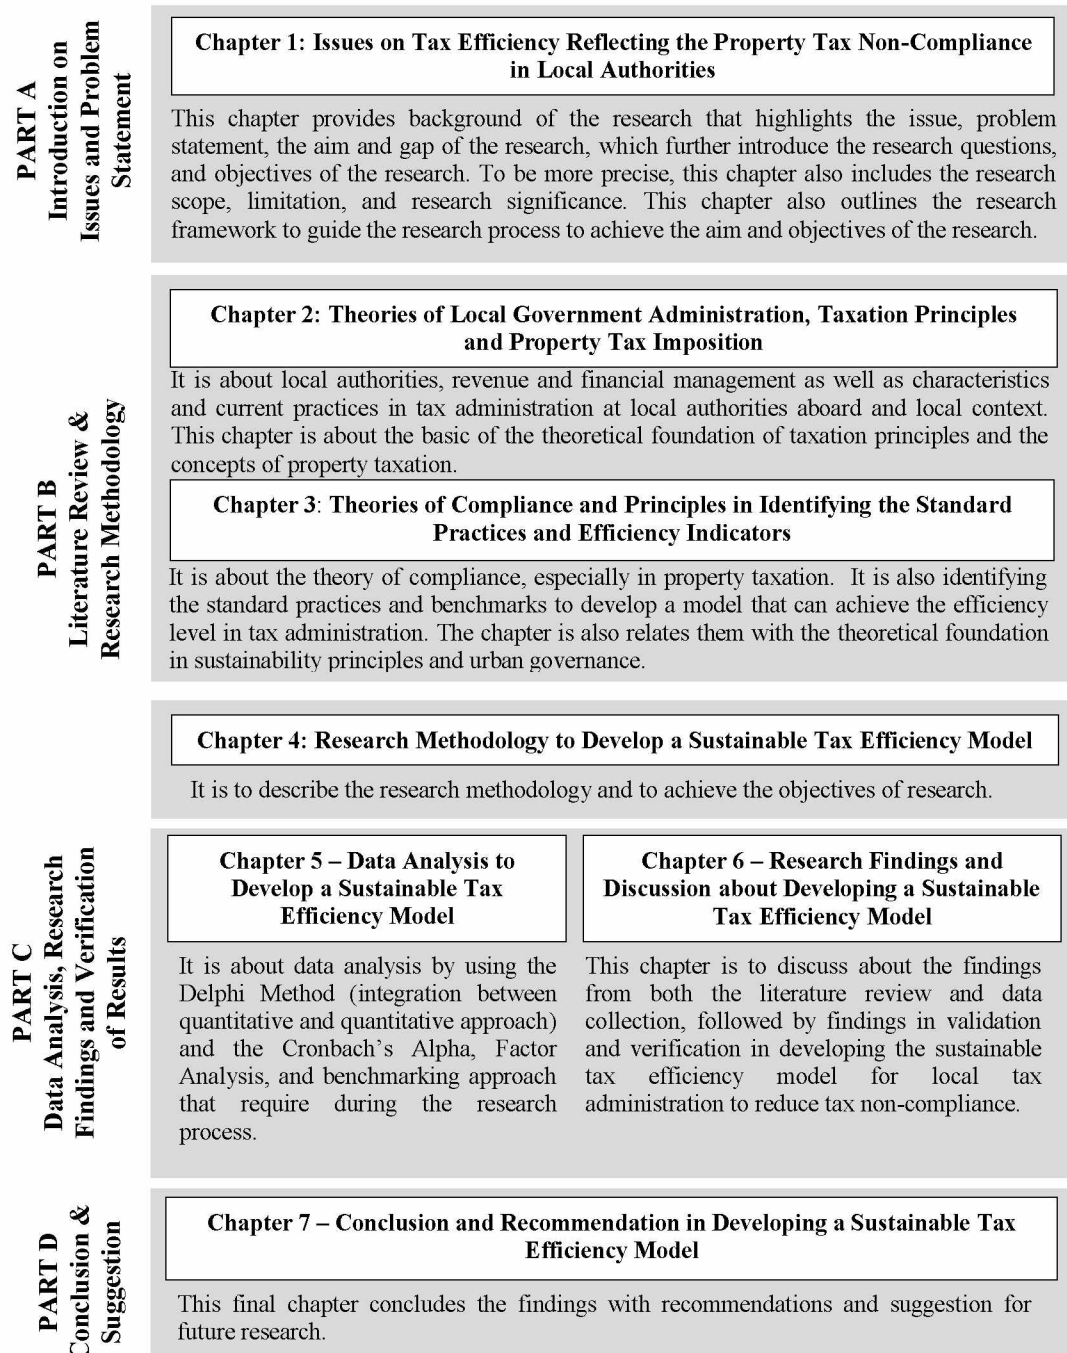 PART A
Introduction on
Issues and Problem
Statement
Chapter 1: Issues on Tax Efficiency Reflecting the Property Tax Non-Compliance
in Local Authorities
This chapter provides background of the research that highlights the issue, problem
statement, the aim and gap of the research, which further introduce the research questions,
and objectives of the research. To be more precise, this chapter also includes the research
scope, limitation, and research significance. This chapter also outlines the research
framework to guide the research process to achieve the aim and objectives of the research.
PART B
Literature Review &
Research Methodology
Chapter 2: Theories of Local Government Administration, Taxation Principles
and Property Tax Imposition
It is about local authorities, revenue and financial management as well as characteristics
and current practices in tax administration at local authorities aboard and local context.
This chapter is about the basic of the theoretical foundation of taxation principles and the
concepts of property taxation.
Chapter 3: Theories of Compliance and Principles in Identifying the Standard
Practices and Efficiency Indicators
It is about the theory of compliance, especially in property taxation. It is also identifying
the standard practices and benchmarks to develop a model that can achieve the efficiency
level in tax administration. The chapter is also relates them with the theoretical foundation
in sustainability principles and urban governance.
Chapter 4: Research Methodology to Develop a Sustainable Tax Efficiency Model
It is to describe the research methodology and to achieve the objectives of research.
PART C
Data Analysis, Research
Findings and Verification
of Results
Chapter 5 – Data Analysis to
Develop a Sustainable Tax
Efficiency Model
It is about data analysis by using the
Delphi Method (integration between
quantitative and quantitative approach)
and the Cronbach's Alpha, Factor
Analysis, and benchmarking approach
that require during the research
process.
Chapter 6 – Research Findings and
Discussion about Developing a Sustainable
Tax Efficiency Model
This chapter is to discuss about the findings
from both the literature review and data
collection, followed by findings in validation
and verification in developing the sustainable
tax efficiency model for local tax
administration to reduce tax non-compliance.
PART D
Conclusion &
Suggestion
Chapter 7 – Conclusion and Recommendation in Developing a Sustainable Tax
Efficiency Model
This final chapter concludes the findings with recommendations and suggestion for
future research.